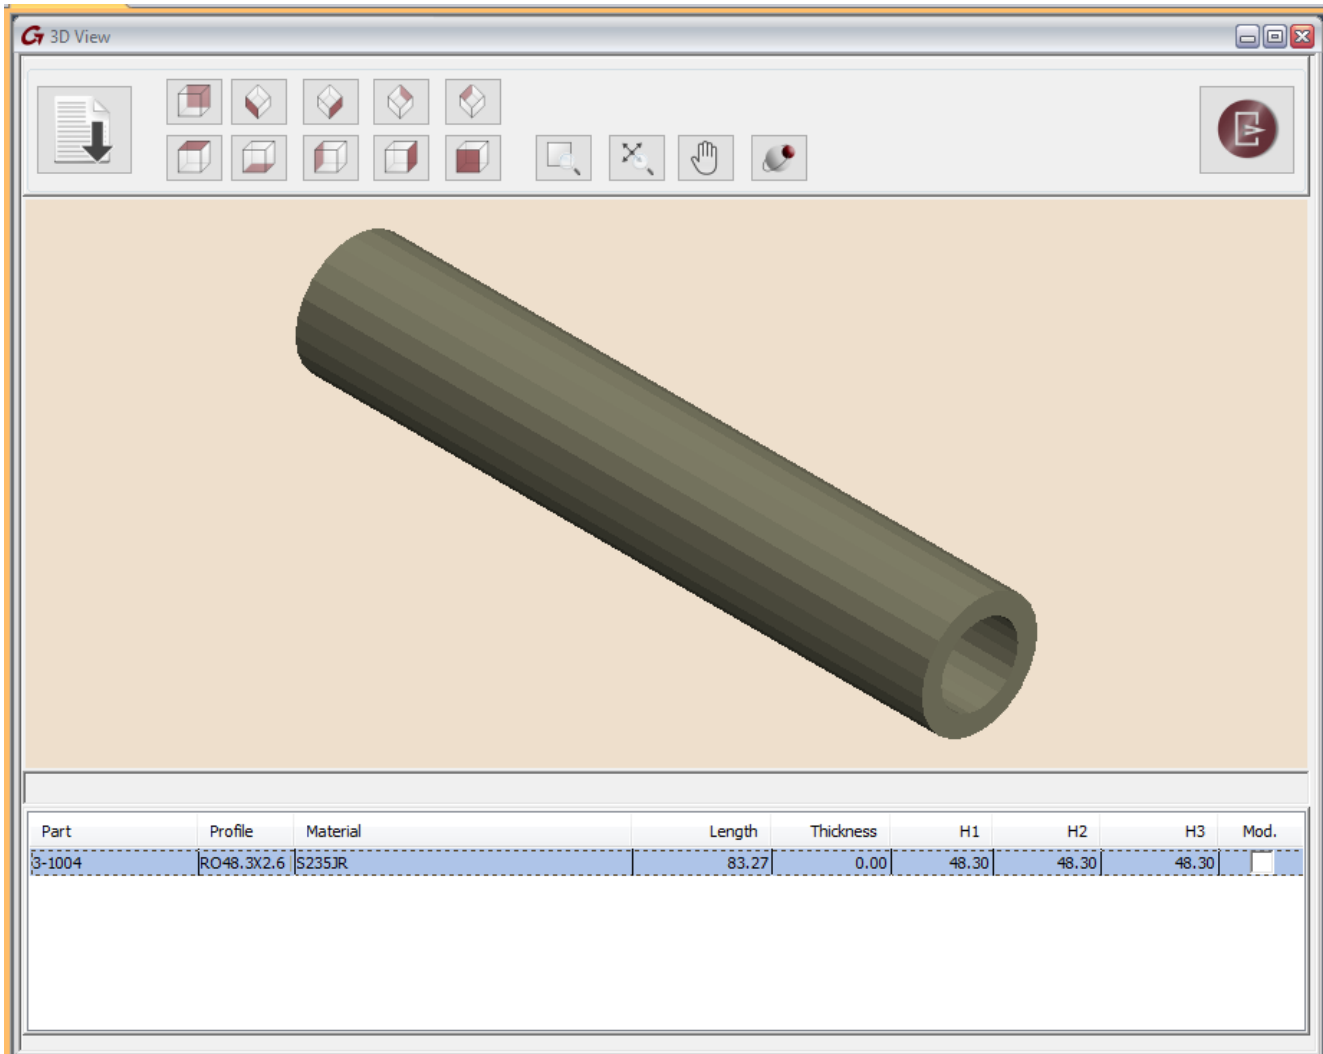 3D View
Part Profile Material Length Thickness H1 H2 H3 Mod.
3-1004 RO48.3X2.6 S235JR 83.27 0.00 48.30 48.30 48.30